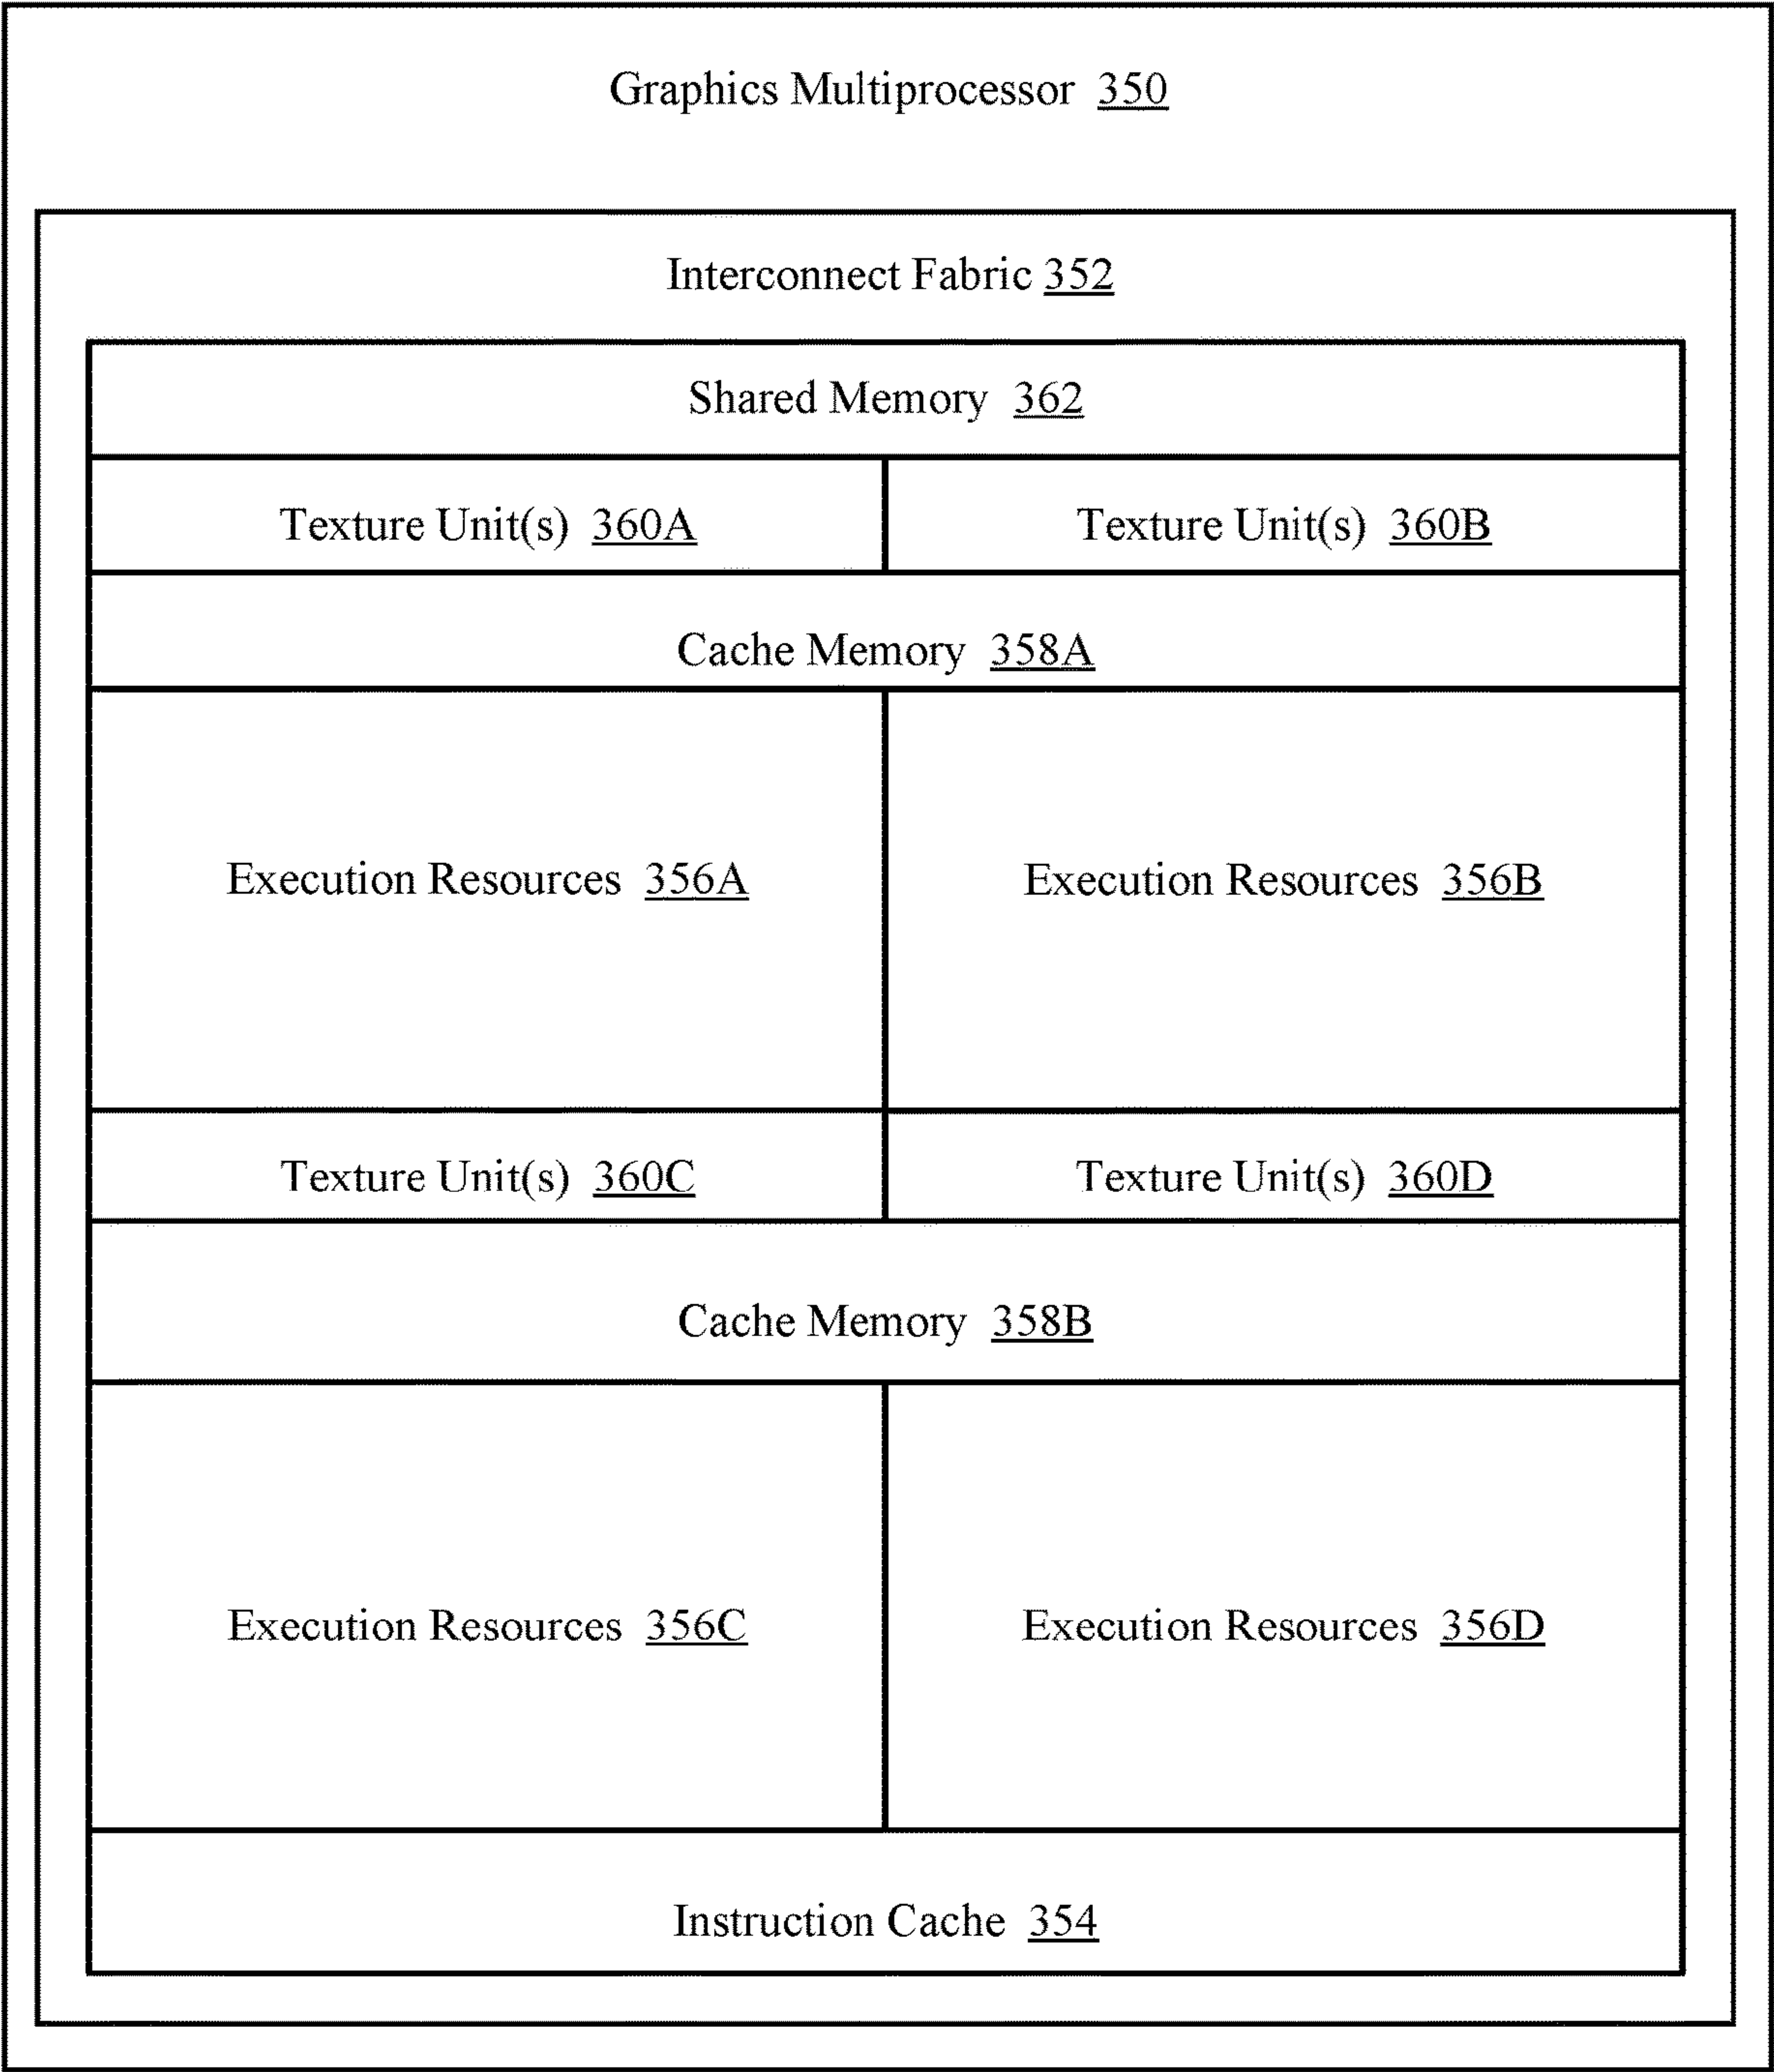 Graphics Multiprocessor 350
Interconnect Fabric 352
Shared Memory 362
Texture Unit(s) 360A
Texture Unit(s) 360B
Cache Memory 358A
Execution Resources 356A
Execution Resources 356B
Texture Unit(s) 360C
Texture Unit(s) 360D
Cache Memory 358B
Execution Resources 356C
Execution Resources 356D
Instruction Cache 354